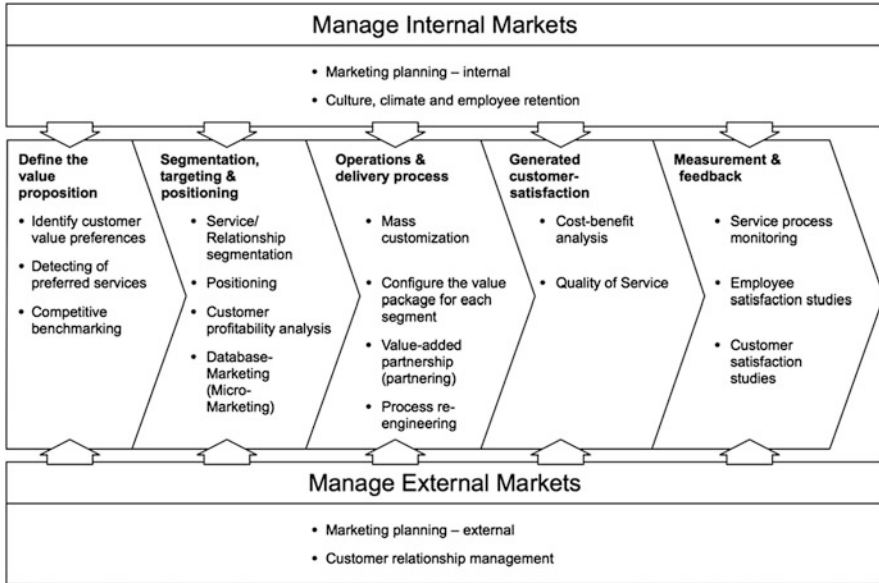 Manage Internal Markets
• Marketing planning – internal
• Culture, climate and employee retention
Define the
value
proposition
• Identify customer
value preferences
• Detecting of
preferred services
• Competitive
benchmarking
Segmentation,
targeting &
positioning
• Service/
Relationship
segmentation
• Positioning
• Customer
profitability analysis
• Database-
Marketing
(Micro-
Marketing)
Operations &
delivery process
• Mass
customization
• Configure the value
package for each
segment
• Value-added
partnership
(partnering)
• Process re-
engineering
Generated
customer-
satisfaction
• Cost-benefit
analysis
• Quality of Service
Measurement &
feedback
• Service process
monitoring
• Employee
satisfaction studies
• Customer
satisfaction
studies
Manage External Markets
• Marketing planning – external
• Customer relationship management